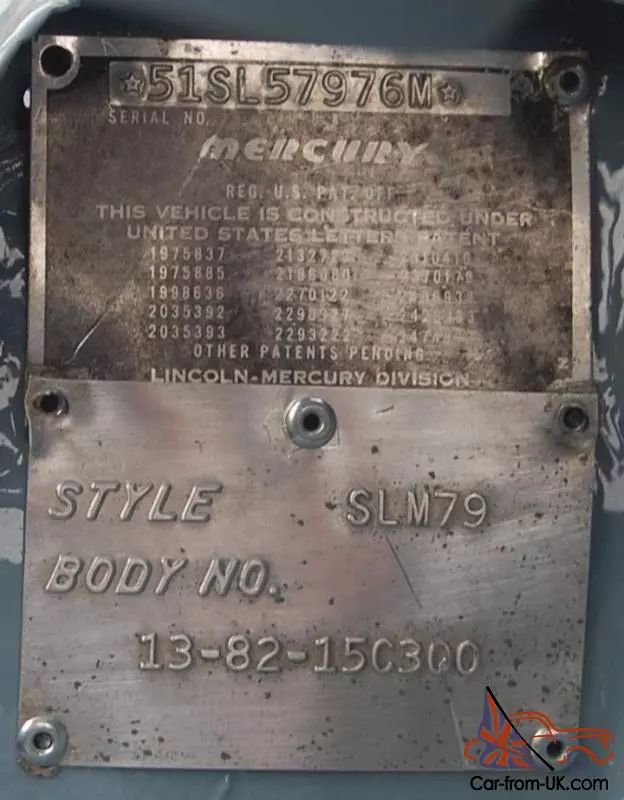 ☆51SL57976M☆
SERIAL NO.
MERCURY
REG. U.S. PAT. OFF
THIS VEHICLE IS CONSTRUCTED UNDER
UNITED STATES LETTERS PATENT
1975837
1975885
1998636 2270122
2035392
2035393 2293222
OTHER PATENTS PENDING
LINCOLN-MERCURY DIVISION
STYLE SLM79
BODY NO.
13-82-15C300
Car-from-UK.com